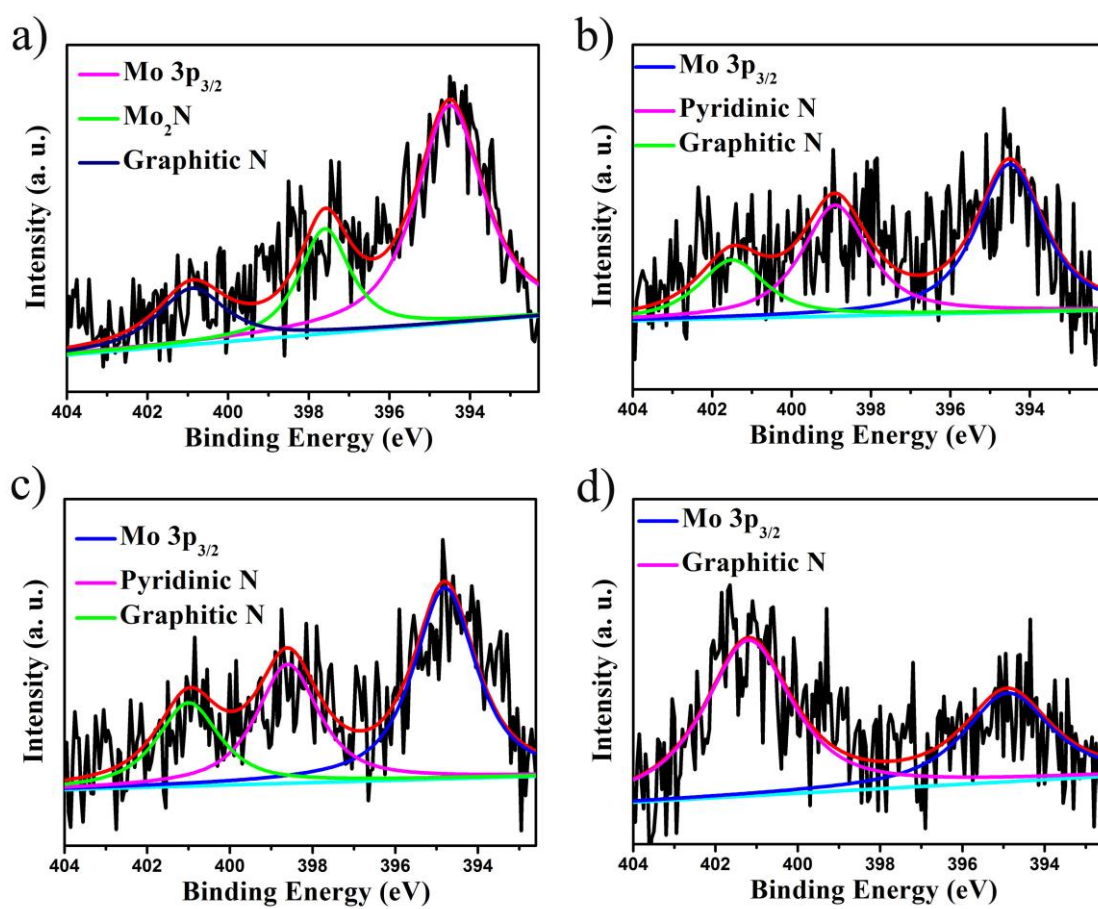 a)
Mo 3p3/2
Mo2N
Graphitic N
Intensity (a. u.)
404 402 400 398 396 394
Binding Energy (eV)
b)
Mo 3p3/2
Pyridinic N
Graphitic N
Intensity (a. u.)
404 402 400 398 396 394
Binding Energy (eV)
c)
Mo 3p3/2
Pyridinic N
Graphitic N
Intensity (a. u.)
404 402 400 398 396 394
Binding Energy (eV)
d)
Mo 3p3/2
Graphitic N
Intensity (a. u.)
404 402 400 398 396 394
Binding Energy (eV)